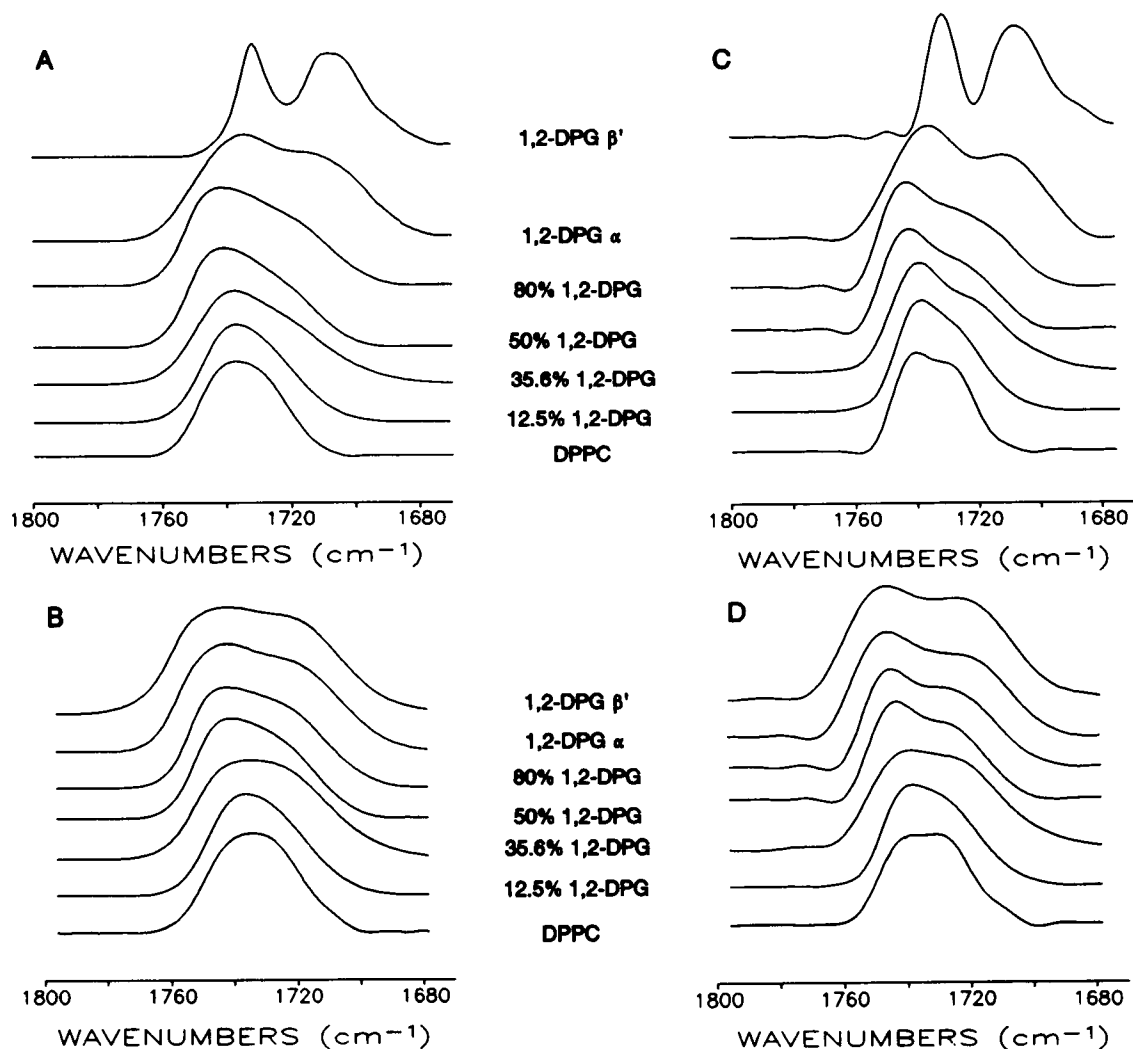 A
C
1,2-DPG β'
1,2-DPG α
80% 1,2-DPG
50% 1,2-DPG
35.6% 1,2-DPG
12.5% 1,2-DPG
DPPC
1800 1760 1720 1680
WAVENUMBERS (cm⁻¹)
1800 1760 1720 1680
WAVENUMBERS (cm⁻¹)
B
D
1,2-DPG β'
1,2-DPG α
80% 1,2-DPG
50% 1,2-DPG
35.6% 1,2-DPG
12.5% 1,2-DPG
DPPC
1800 1760 1720 1680
WAVENUMBERS (cm⁻¹)
1800 1760 1720 1680
WAVENUMBERS (cm⁻¹)